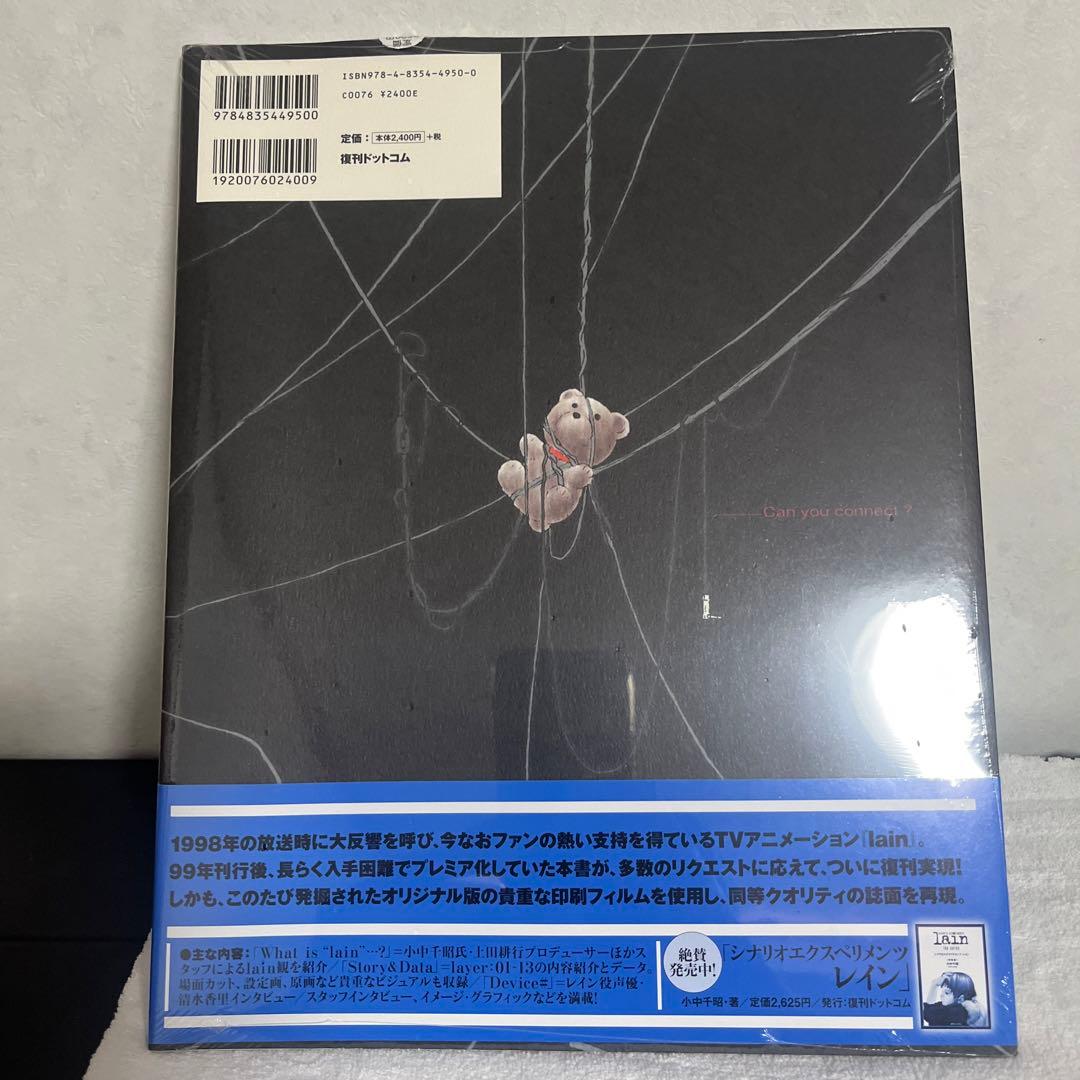 定価
ISBN978-4-8354-4950-0
C0076 ¥2400E
9784835449500
定価：本体2,400円+税
復刊ドットコム
1920076024009
Can you connect ?
L
1998年の放送時に大反響を呼び、今なおファンの熱い支持を得ているTVアニメーション「lain」。
99年刊行後、長らく入手困難でプレミア化していた本書が、多数のリクエストに応えて、ついに復刊実現!
しかも、このたび発掘されたオリジナル版の貴重な印刷フィルムを使用し、同等クオリティの誌面を再現。
●主な内容:「What is "lain"…?」=小中千昭氏・上田耕行プロデューサーほかス
タッフによるlain観を紹介/「Story&Data」=layer:01-13の内容紹介とデータ。
場面カット、設定画、原画など貴重なビジュアルも収録/「Device#」=レイン役声優・
清水香里インタビュー/スタッフインタビュー、イメージ・グラフィックなどを満載!
絶賛
発売中!
「シナリオエクスペリメンツ
レイン」
小中千昭・著/定価2,625円/発行:復刊ドットコム
lain